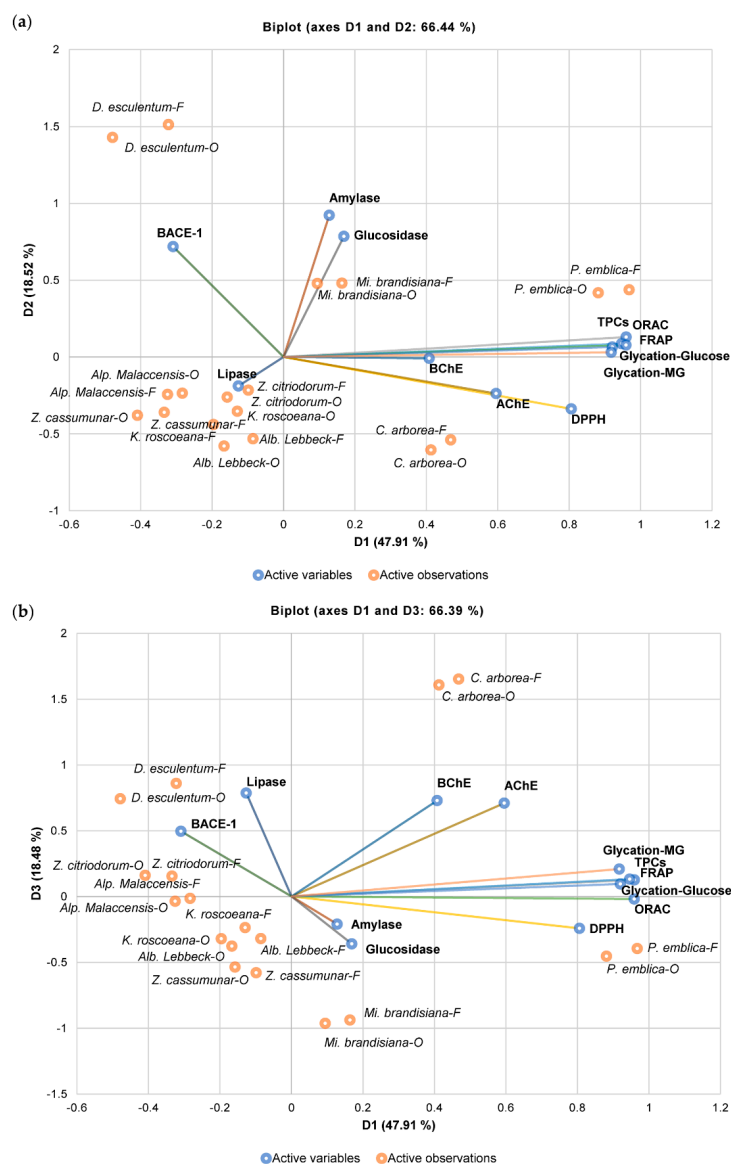 (a)
Biplot (axes D1 and D2: 66.44 %)
2
D. esculentum-F
1.5
D. esculentum-O
1
Amylase
BACE-1
Glucosidase
P. emblica-F
0.5
Mi. brandisiana-F
P. emblica-O
Mi. brandisiana-O
TPCs ORAC
FRAP
0
Glycation-Glucose
BChE
Glycation-MG
Alp. Malaccensis-O
Lipase
Z. citriodorum-F
Alp. Malaccensis-F
Z. citriodorum-O
AChE
Z. cassumunar-O
K. roscoeana-O
DPPH
Z. cassumunar-F
K. roscoeana-F
Alb. Lebbeck-F
C. arborea-F
-0.5
Alb. Lebbeck-O
C. arborea-O
-1
-0.6 -0.4 -0.2 0 0.2 0.4 0.6 0.8 1 1.2
D2 (18.52 %)
D1 (47.91 %)
Active variables Active observations
(b)
Biplot (axes D1 and D3: 66.39 %)
2
C. arborea-F
1.5
C. arborea-O
1
D. esculentum-F
Lipase
BChE
AChE
D. esculentum-O
BACE-1
0.5
Glycation-MG
Z. citriodorum-O
Z. citriodorum-F
TPCs
FRAP
Alp. Malaccensis-F
Glycation-Glucose
0
Alp. Malaccensis-O
K. roscoeana-F
ORAC
Amylase
DPPH
K. roscoeana-O
Alb. Lebbeck-F
Glucosidase
P. emblica-F
Alb. Lebbeck-O
P. emblica-O
-0.5
Z. cassumunar-O
Z. cassumunar-F
Mi. brandisiana-F
-1
Mi. brandisiana-O
-1.5
-0.6 -0.4 -0.2 0 0.2 0.4 0.6 0.8 1 1.2
D3 (18.48 %)
D1 (47.91 %)
Active variables Active observations